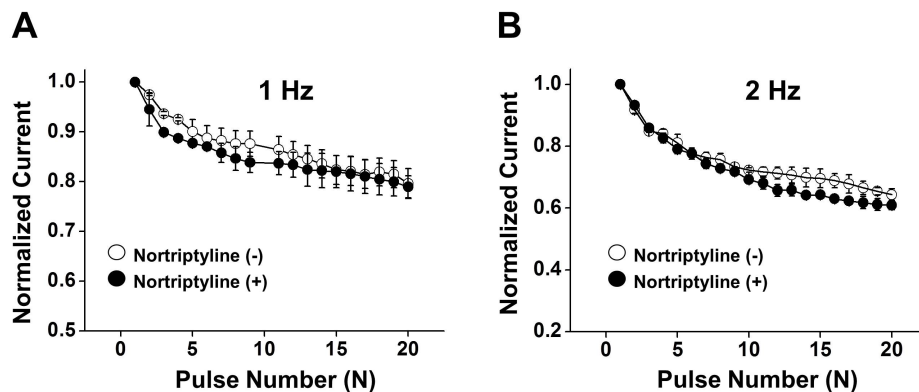 A
1 Hz
Normalized Current
1.0
0.9
0.8
0.7
0.6
0.5
Nortriptyline (-)
Nortriptyline (+)
0 5 10 15 20
Pulse Number (N)
B
2 Hz
Normalized Current
1.0
0.8
0.6
0.4
0.2
Nortriptyline (-)
Nortriptyline (+)
0 5 10 15 20
Pulse Number (N)